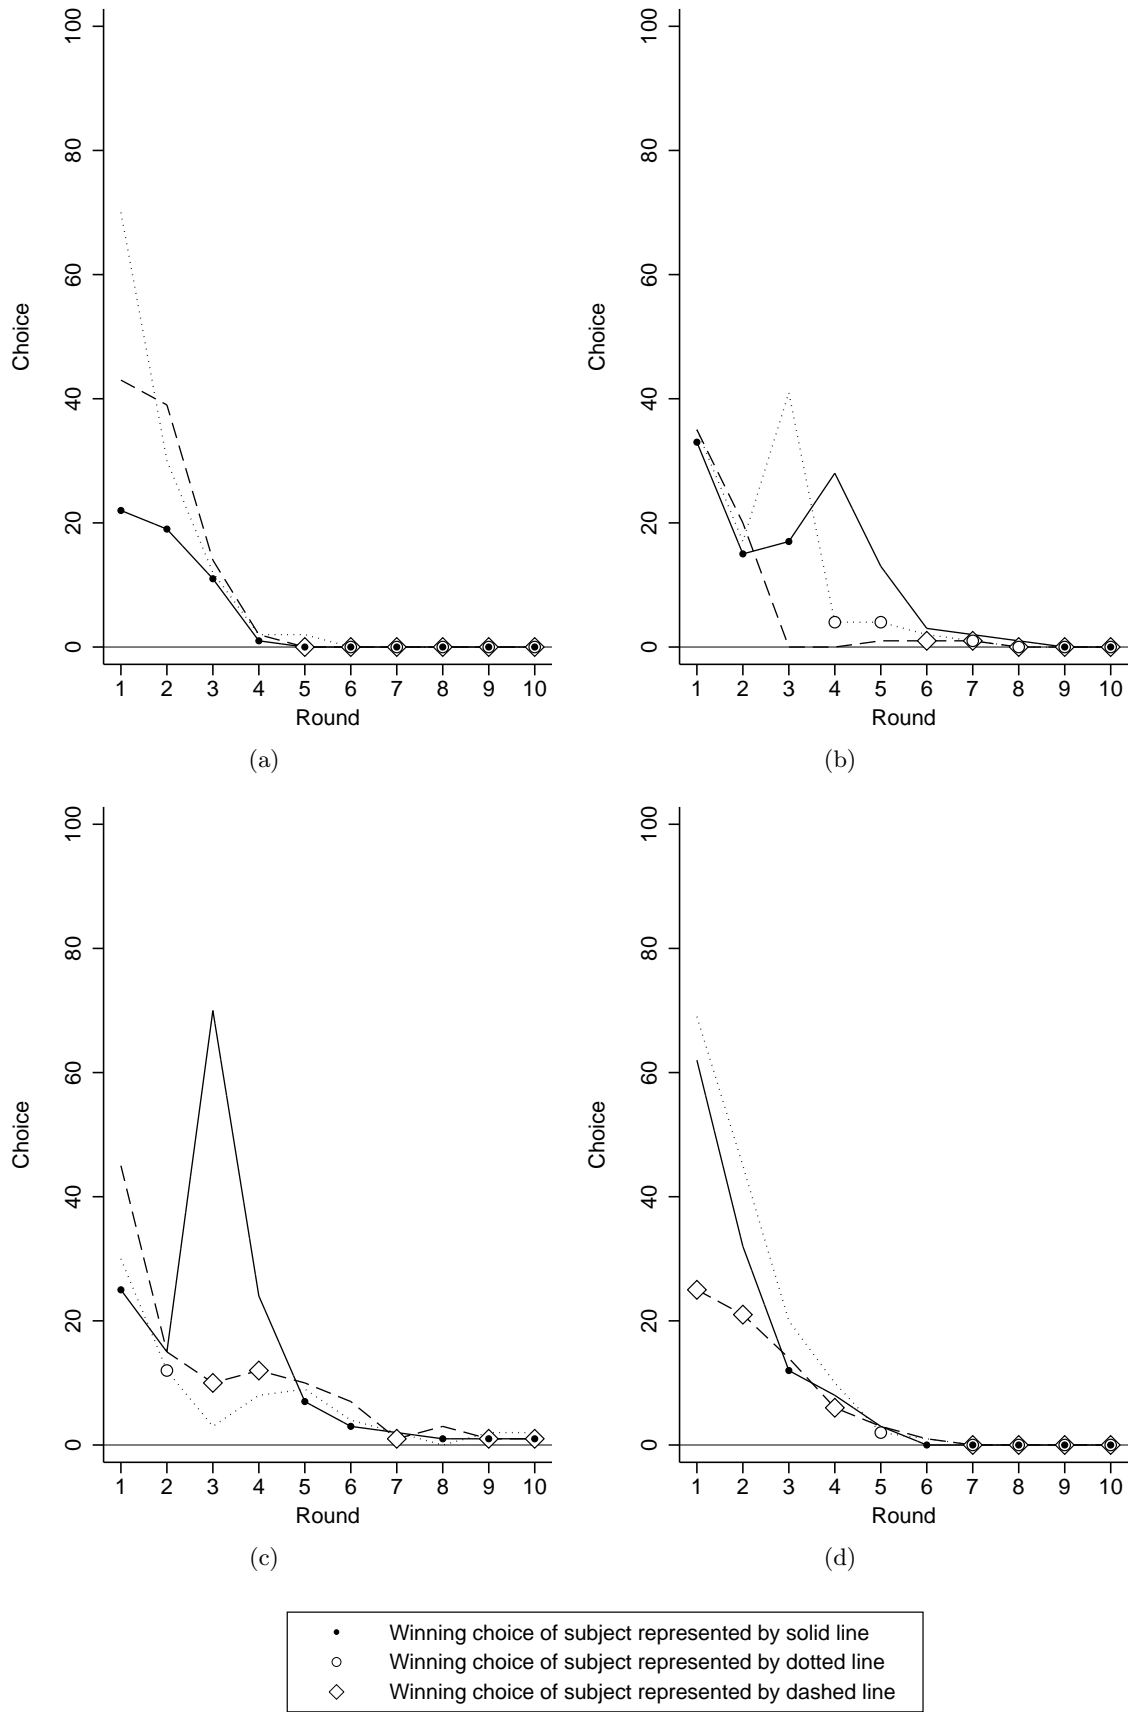 100
80
60
40
20
0
Choice
1 2 3 4 5 6 7 8 9 10
Round
(a)
100
80
60
40
20
0
Choice
1 2 3 4 5 6 7 8 9 10
Round
(b)
100
80
60
40
20
0
Choice
1 2 3 4 5 6 7 8 9 10
Round
(c)
100
80
60
40
20
0
Choice
1 2 3 4 5 6 7 8 9 10
Round
(d)
Winning choice of subject represented by solid line
Winning choice of subject represented by dotted line
Winning choice of subject represented by dashed line